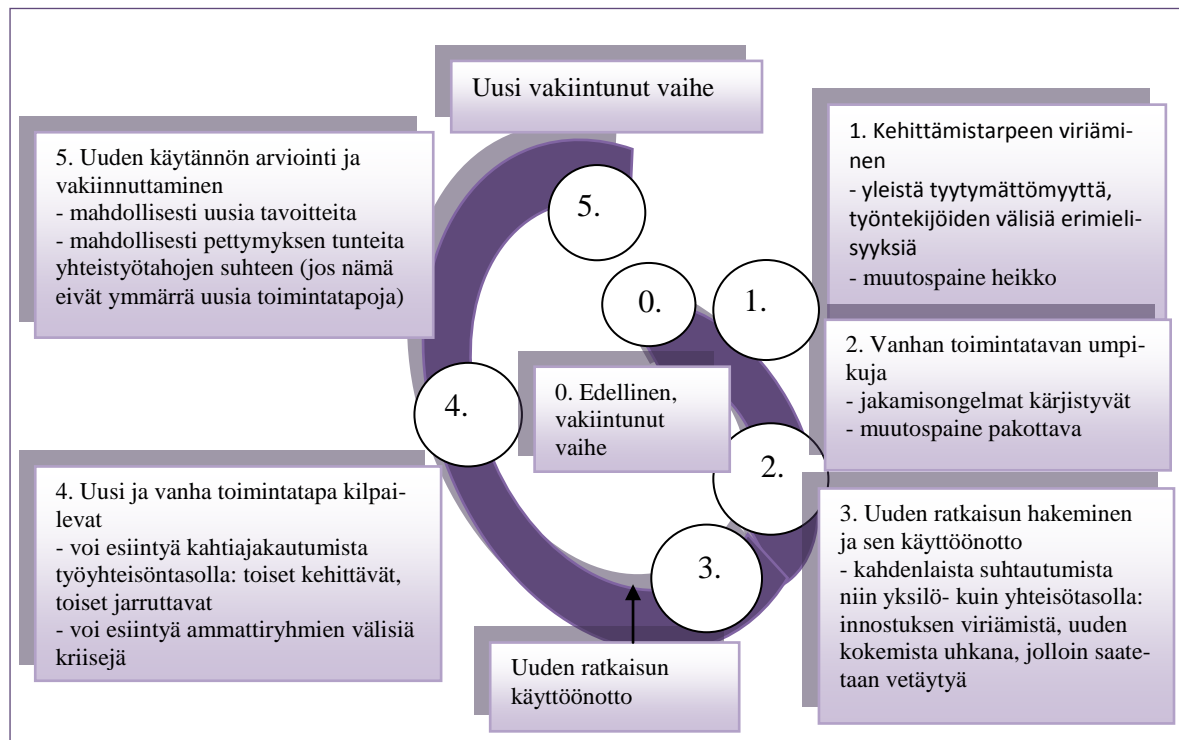 Uusi vakiintunut vaihe
1. Kehittämistarpeen viriämi-
nen
- yleistä tyytymättömyyttä,
työntekijöiden välisiä erimieli-
syyksiä
- muutospaine heikko
2. Vanhan toimintatavan umpi-
kuja
- jakamisongelmat kärjistyvät
- muutospaine pakottava
3. Uuden ratkaisun hakeminen
ja sen käyttöönotto
- kahdenlaista suhtautumista
niin yksilö- kuin yhteisötasolla:
innostuksen viriämistä, uuden
kokemista uhkana, jolloin saate-
taan vetäytyä
Uuden ratkaisun
käyttöönotto
4. Uusi ja vanha toimintatapa kilpai-
levat
- voi esiintyä kahtiajakautumista
työyhteisöntasolla: toiset kehittävät,
toiset jarruttavat
- voi esiintyä ammattiryhmien välisiä
kriisejä
5. Uuden käytännön arviointi ja
vakiinnuttaminen
- mahdollisesti uusia tavoitteita
- mahdollisesti pettymyksen tunteita
yhteistyötahojen suhteen (jos nämä
eivät ymmärrä uusia toimintatapoja)
0. Edellinen,
vakiintunut
vaihe
5.
0.
1.
4.
2.
3.